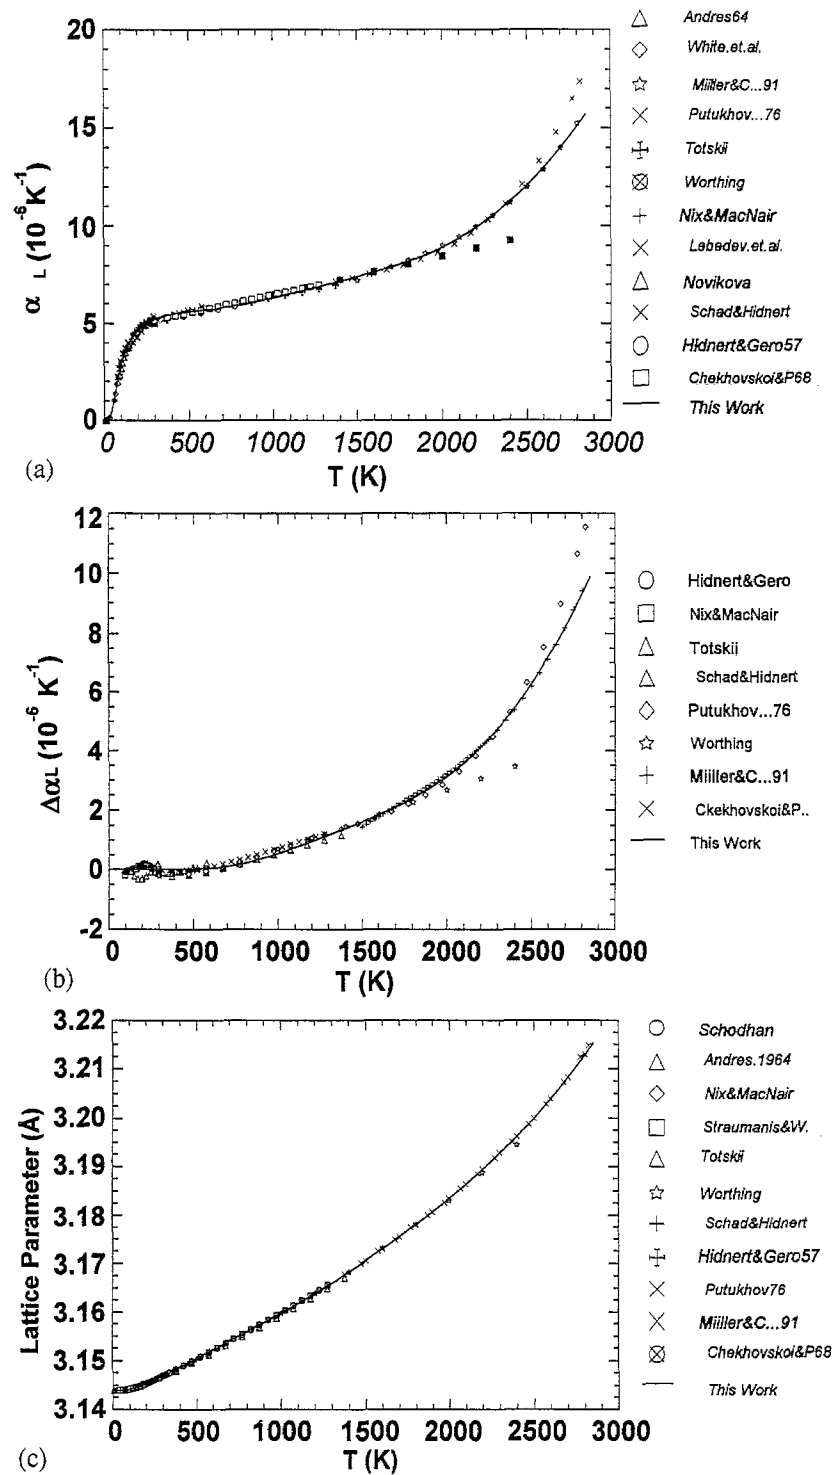 20
15
10
5
0
α L (10⁻⁶ K⁻¹)
0 500 1000 1500 2000 2500 3000
T (K)
(a)
Andres64
White.et.al.
Miiller&C...91
Putukhov...76
Totskii
Worthing
Nix&MacNair
Lebedev.et.al.
Novikova
Schad&Hidnert
Hidnert&Gero57
Chekhovskoi&P68
This Work
12
10
8
6
4
2
0
-2
Δα L (10⁻⁶ K⁻¹)
0 500 1000 1500 2000 2500 3000
T (K)
(b)
Hidnert&Gero
Nix&MacNair
Totskii
Schad&Hidnert
Putukhov...76
Worthing
Miiller&C...91
Ckekhovskoi&P..
This Work
3.22
3.21
3.20
3.19
3.18
3.17
3.16
3.15
3.14
Lattice Parameter (Å)
0 500 1000 1500 2000 2500 3000
T (K)
(c)
Schodhan
Andres.1964
Nix&MacNair
Straumanis&W.
Totskii
Worthing
Schad&Hidnert
Hidnert&Gero57
Putukhov76
Miiller&C...91
Chekhovskoi&P68
This Work